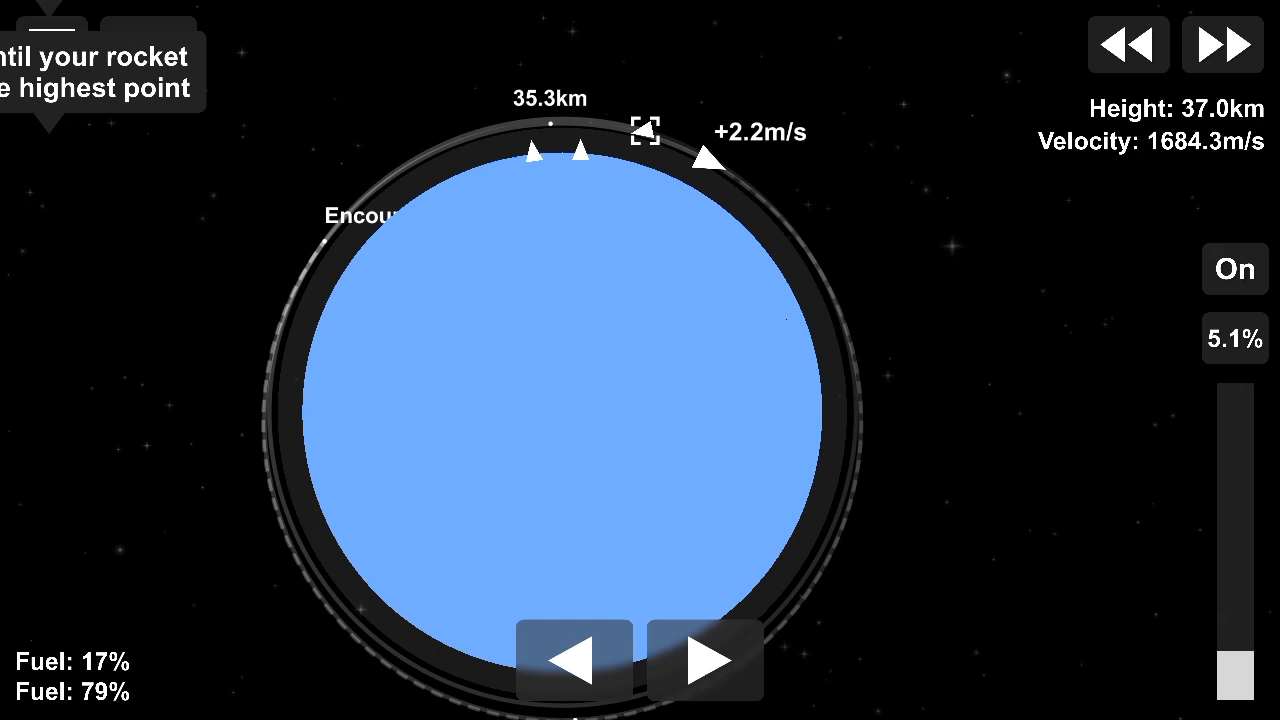 ntil your rocket
e highest point
35.3km
+2.2m/s
Height: 37.0km
Velocity: 1684.3m/s
Encou
On
5.1%
Fuel: 17%
Fuel: 79%